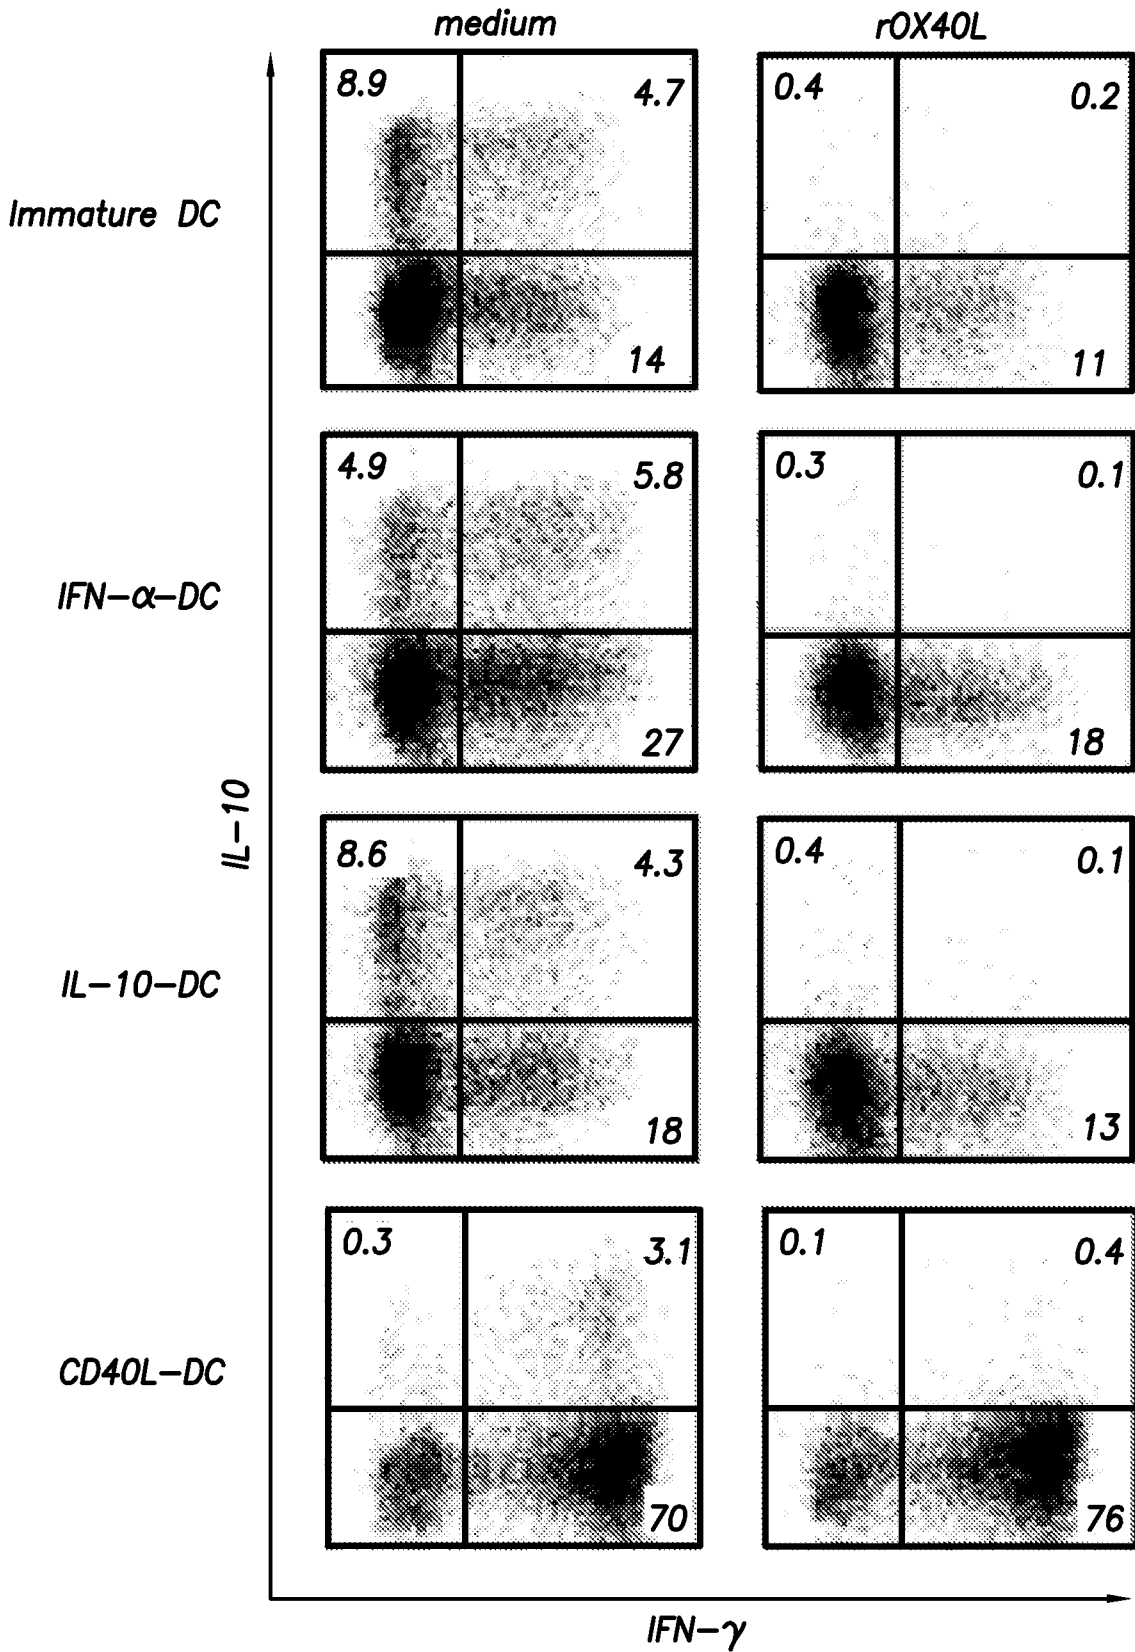 medium rOX40L
8.9 4.7 0.4 0.2
Immature DC
14 11
4.9 5.8 0.3 0.1
IFN-α-DC
27 18
IL-10
8.6 4.3 0.4 0.1
IL-10-DC
18 13
0.3 3.1 0.1 0.4
CD40L-DC
70 76
IFN-γ